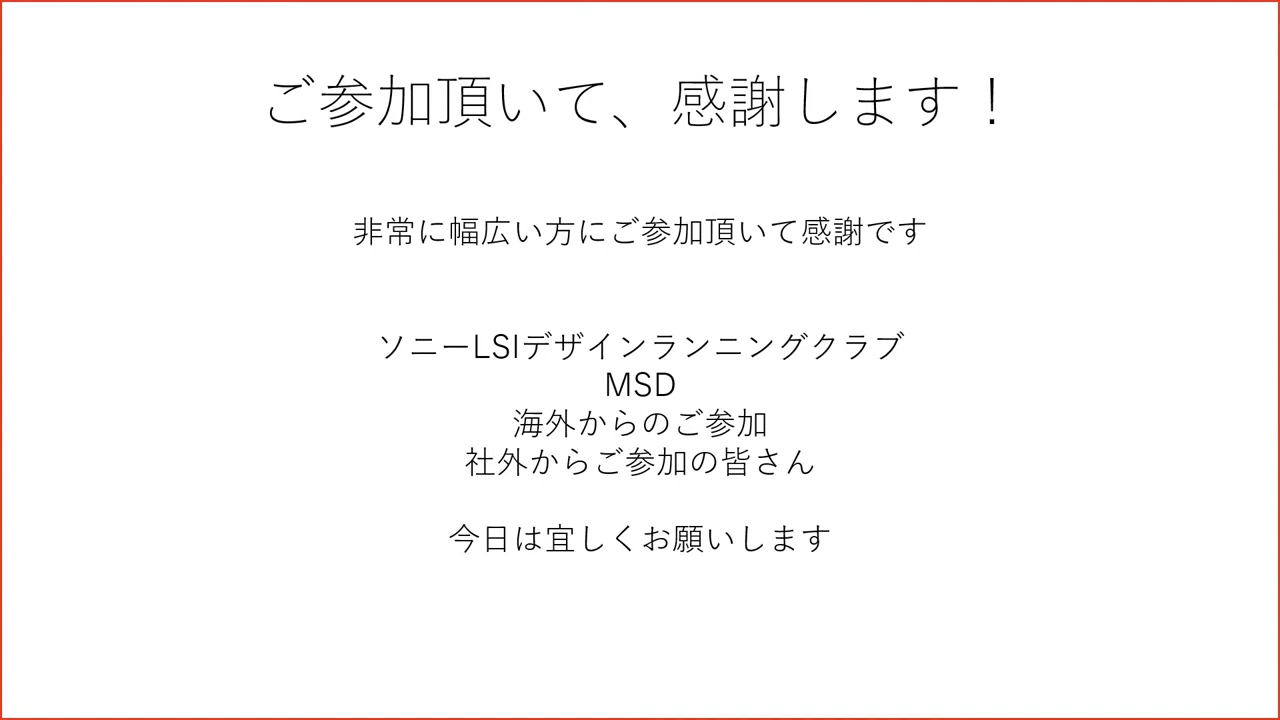 ご参加頂いて、感謝します！
非常に幅広い方にご参加頂いて感謝です
ソニーLSIデザインランニングクラブ
MSD
海外からのご参加
社外からご参加の皆さん
今日は宜しくお願いします